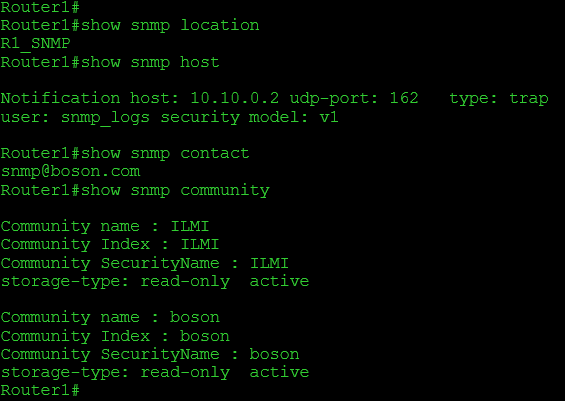 Router1#
Router1#show snmp location
R1_SNMP
Router1#show snmp host
Notification host: 10.10.0.2 udp-port: 162   type: trap
user: snmp_logs security model: v1
Router1#show snmp contact
snmp@boson.com
Router1#show snmp community
Community name : ILMI
Community Index : ILMI
Community SecurityName : ILMI
storage-type: read-only  active
Community name : boson
Community Index : boson
Community SecurityName : boson
storage-type: read-only  active
Router1#